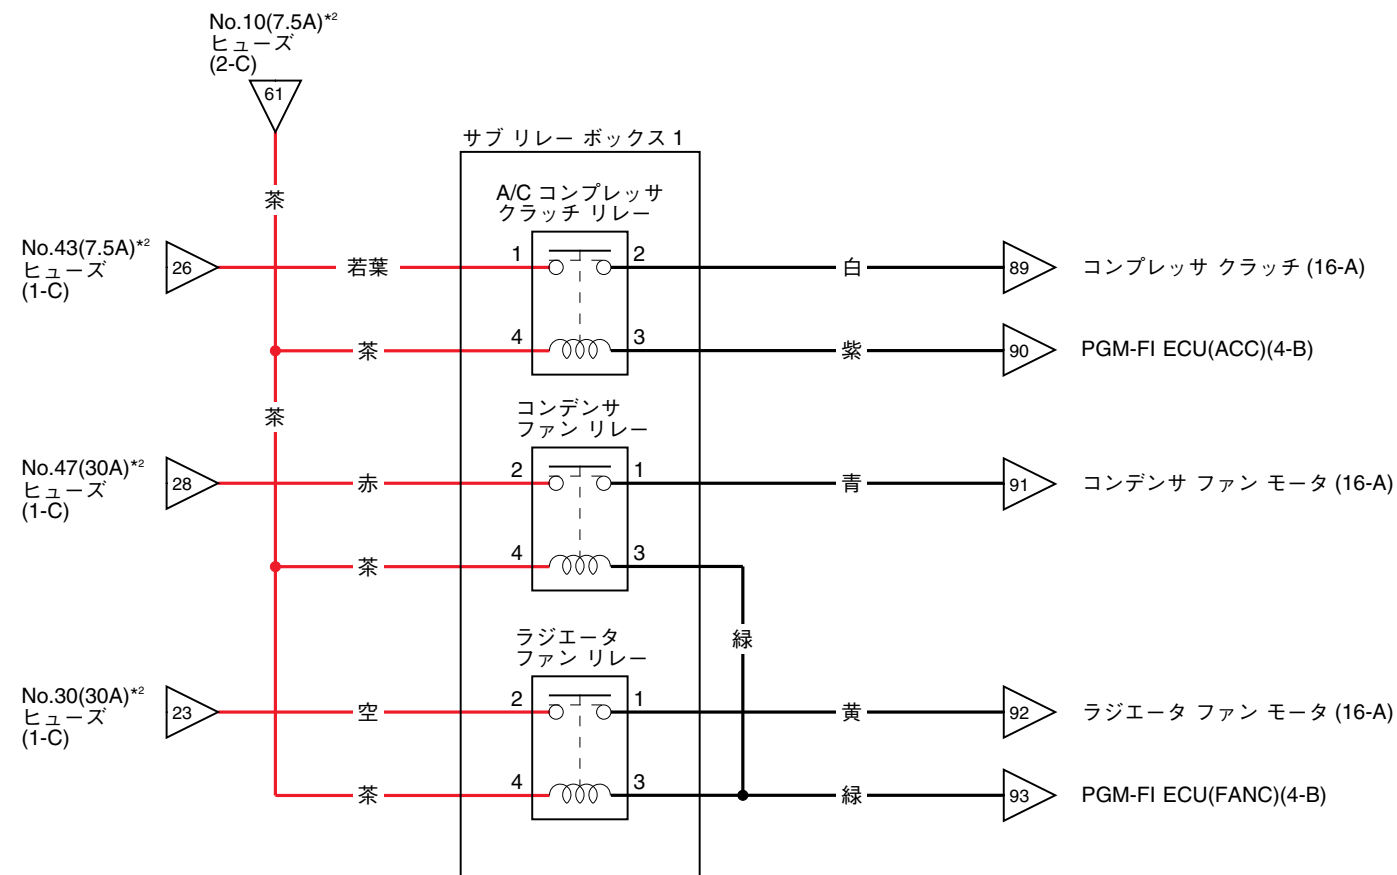 No.10(7.5A)*2
ヒューズ
(2-C)
61
サブ リレー ボックス 1
茶
A/C コンプレッサ
クラッチ リレー
No.43(7.5A)*2
ヒューズ
(1-C)
26
若葉
1
2
白
89
コンプレッサ クラッチ (16-A)
茶
4
3
紫
90
PGM-FI ECU(ACC)(4-B)
茶
コンデンサ
ファン リレー
No.47(30A)*2
ヒューズ
(1-C)
28
赤
2
1
青
91
コンデンサ ファン モータ (16-A)
茶
4
3
緑
ラジエータ
ファン リレー
No.30(30A)*2
ヒューズ
(1-C)
23
空
2
1
黄
92
ラジエータ ファン モータ (16-A)
茶
4
3
緑
93
PGM-FI ECU(FANC)(4-B)